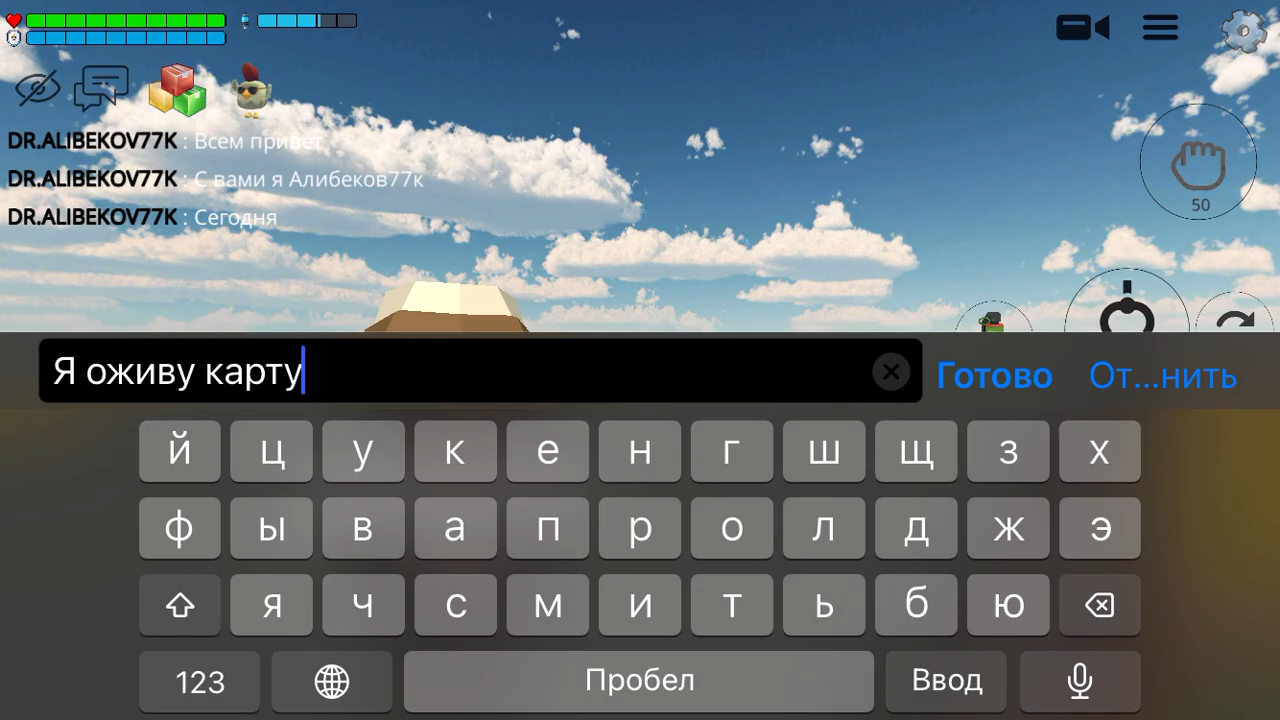 DR.ALIBEKOV77K : Всем привет
DR.ALIBEKOV77K : С вами я Алибеков77к
DR.ALIBEKOV77K : Сегодня
50
Я оживу карту
Готово
От...нить
й ц у к е н г ш щ з х
ф ы в а п р о л д ж э
я ч с м и т ь б ю
123 Пробел Ввод